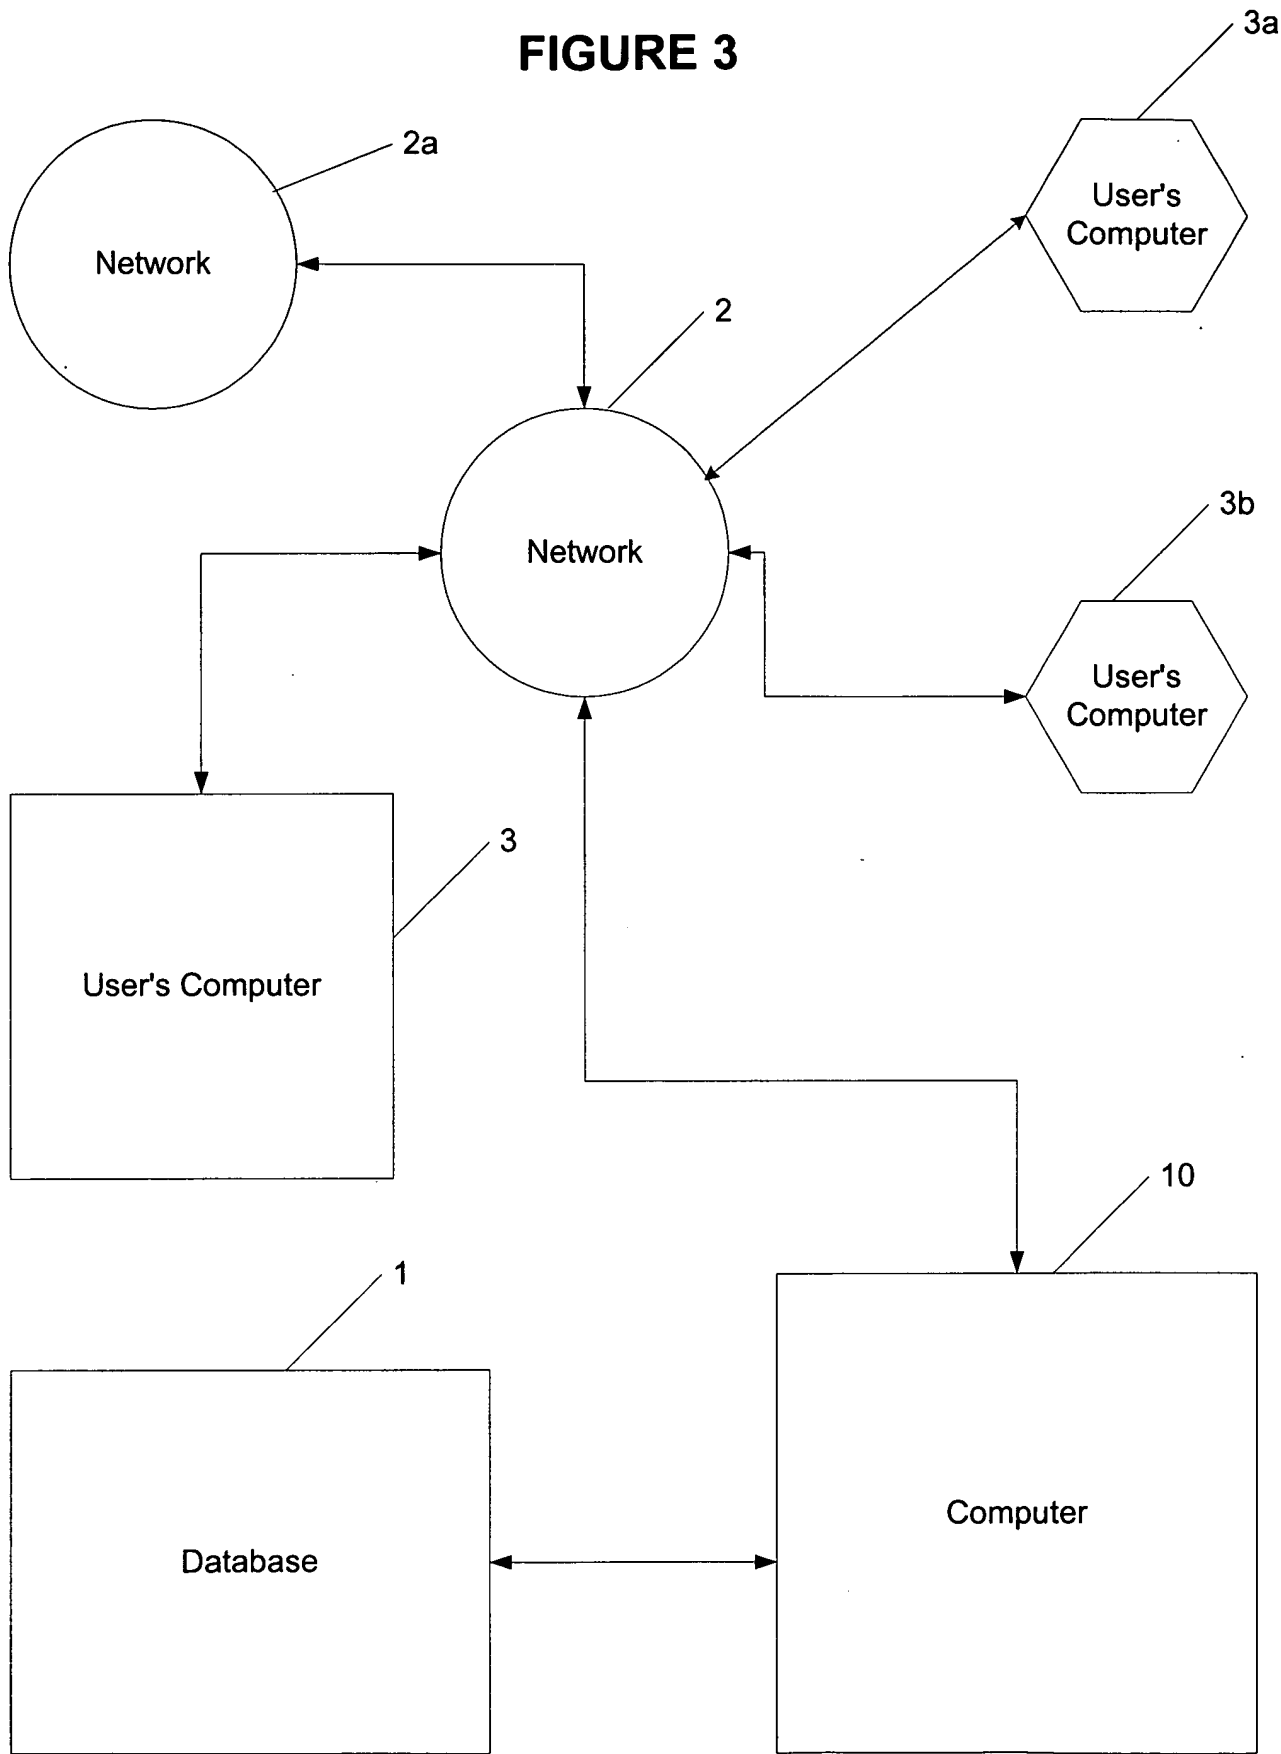 FIGURE 3
3a
2a
User's
Computer
Network
2
3b
Network
User's
Computer
3
User's Computer
10
1
Computer
Database